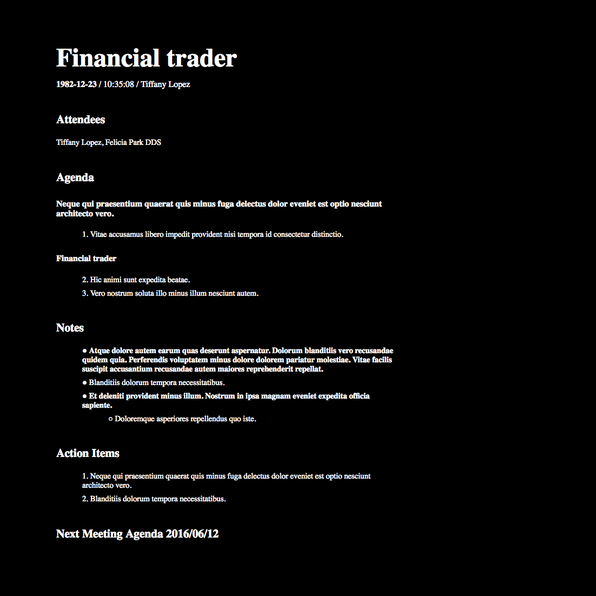 Financial trader
1982-12-23 / 10:35:08 / Tiffany Lopez
Attendees
Tiffany Lopez, Felicia Park DDS
Agenda
Neque qui praesentium quaerat quis minus fuga delectus dolor eveniet est optio nesciunt
architecto vero.
1. Vitae accusamus libero impedit provident nisi tempora id consectetur distinctio.
Financial trader
2. Hic animi sunt expedita beatae.
3. Vero nostrum soluta illo minus illum nesciunt autem.
Notes
● Atque dolore autem earum quas deserunt aspernatur. Dolorum blanditiis vero recusandae
quidem quia. Perferendis voluptatem minus dolore dolorem pariatur molestiae. Vitae facilis
suscipit accusantium recusandae autem maiores reprehenderit repellat.
● Blanditiis dolorum tempora necessitatibus.
● Et deleniti provident minus illum. Nostrum in ipsa magnam eveniet expedita officia
sapiente.
○ Doloremque asperiores repellendus quo iste.
Action Items
1. Neque qui praesentium quaerat quis minus fuga delectus dolor eveniet est optio nesciunt
architecto vero.
2. Blanditiis dolorum tempora necessitatibus.
Next Meeting Agenda 2016/06/12